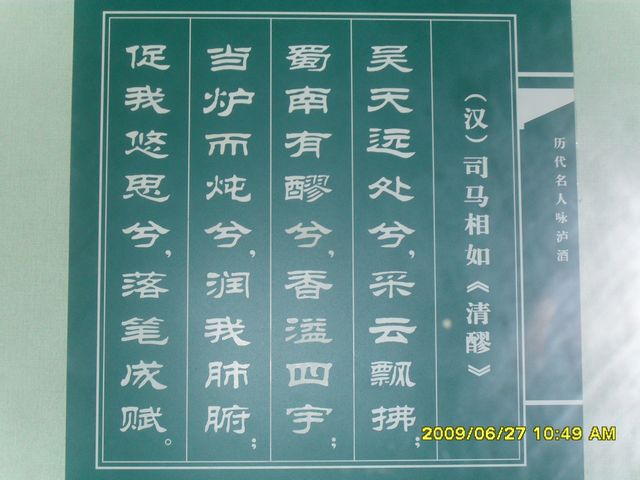 历代名人咏泸酒
（汉）司马相如《清醪》
吴天远处兮，采云飘拂；
蜀南有醪兮，香溢四宇；
当炉而炖兮，润我肺腑；
促我悠思兮，落笔成赋。
2009/06/27 10:49 AM